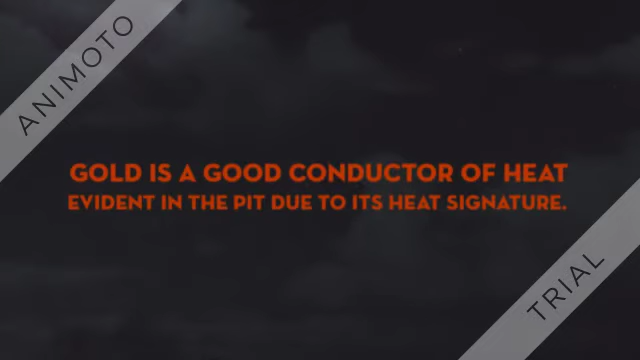 ANIMOTO
GOLD IS A GOOD CONDUCTOR OF HEAT
EVIDENT IN THE PIT DUE TO ITS HEAT SIGNATURE.
TRIAL